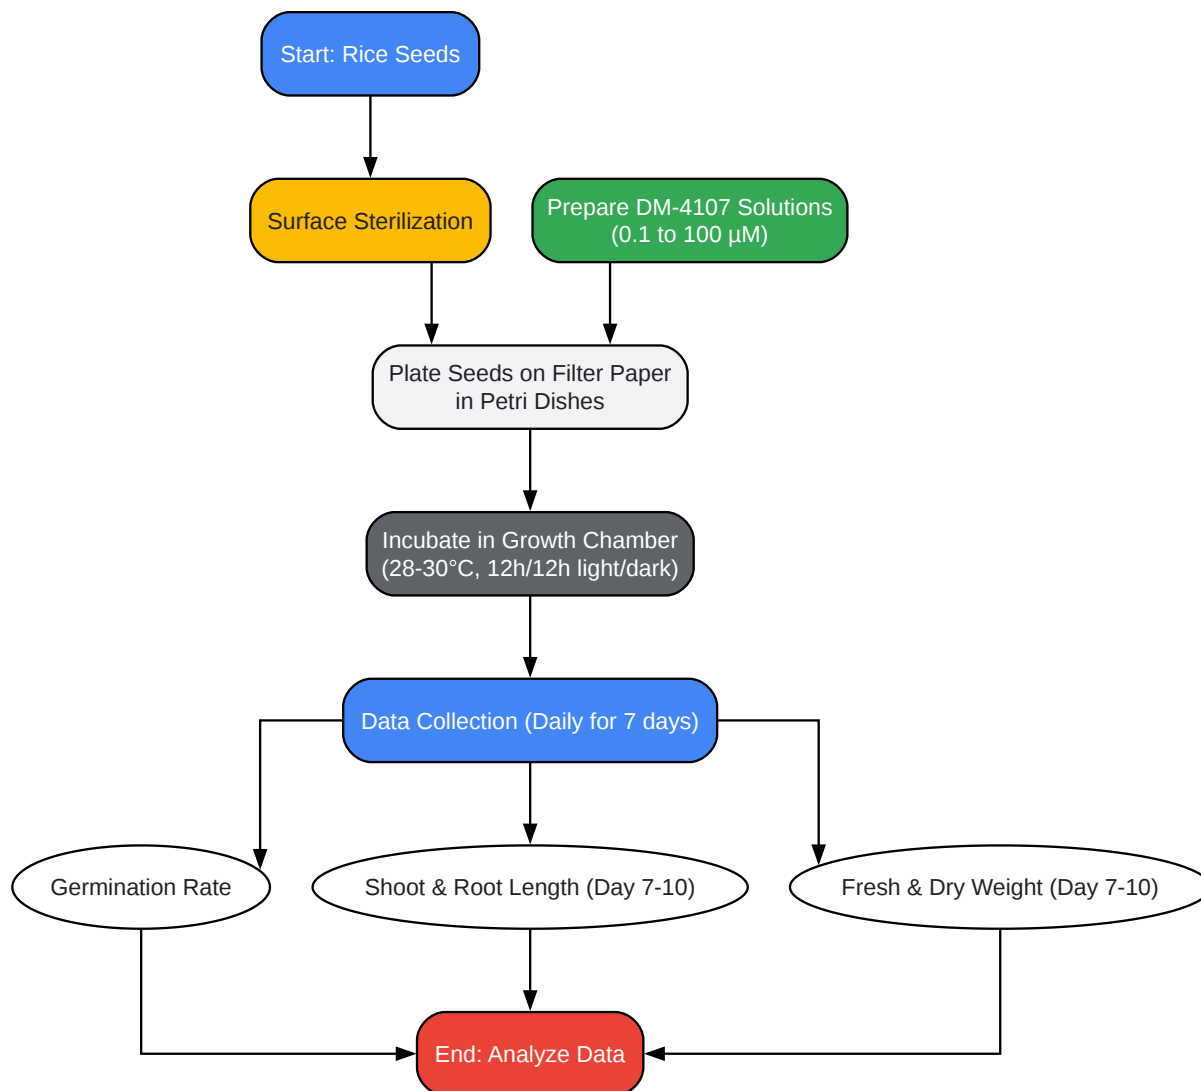 Start: Rice Seeds
Surface Sterilization
Prepare DM-4107 Solutions
(0.1 to 100 µM)
Plate Seeds on Filter Paper
in Petri Dishes
Incubate in Growth Chamber
(28-30°C, 12h/12h light/dark)
Data Collection (Daily for 7 days)
Germination Rate
Shoot & Root Length (Day 7-10)
Fresh & Dry Weight (Day 7-10)
End: Analyze Data